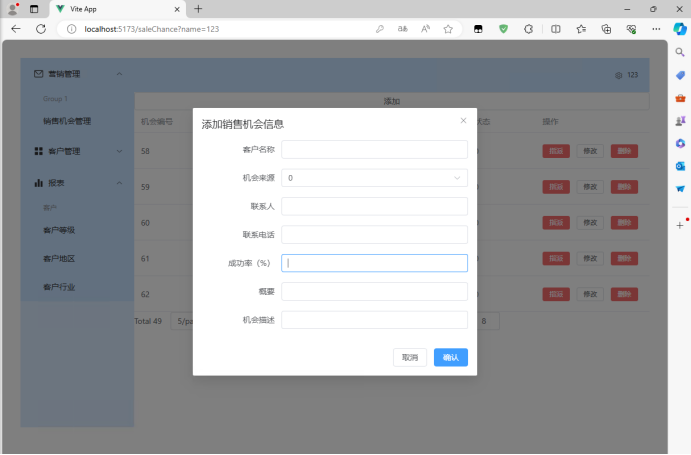 Vite App
localhost:5173/saleChance?name=123
营销管理
123
Group 1
添加
销售机会管理
机会编号
状态
操作
添加销售机会信息
客户名称
机会来源
0
联系人
联系电话
成功率（%）
概要
机会描述
取消
确认
客户管理
报表
客户
客户等级
客户地区
客户行业
58
指派
修改
删除
59
指派
修改
删除
60
指派
修改
删除
61
指派
修改
删除
62
指派
修改
删除
Total 49
5/pa
8